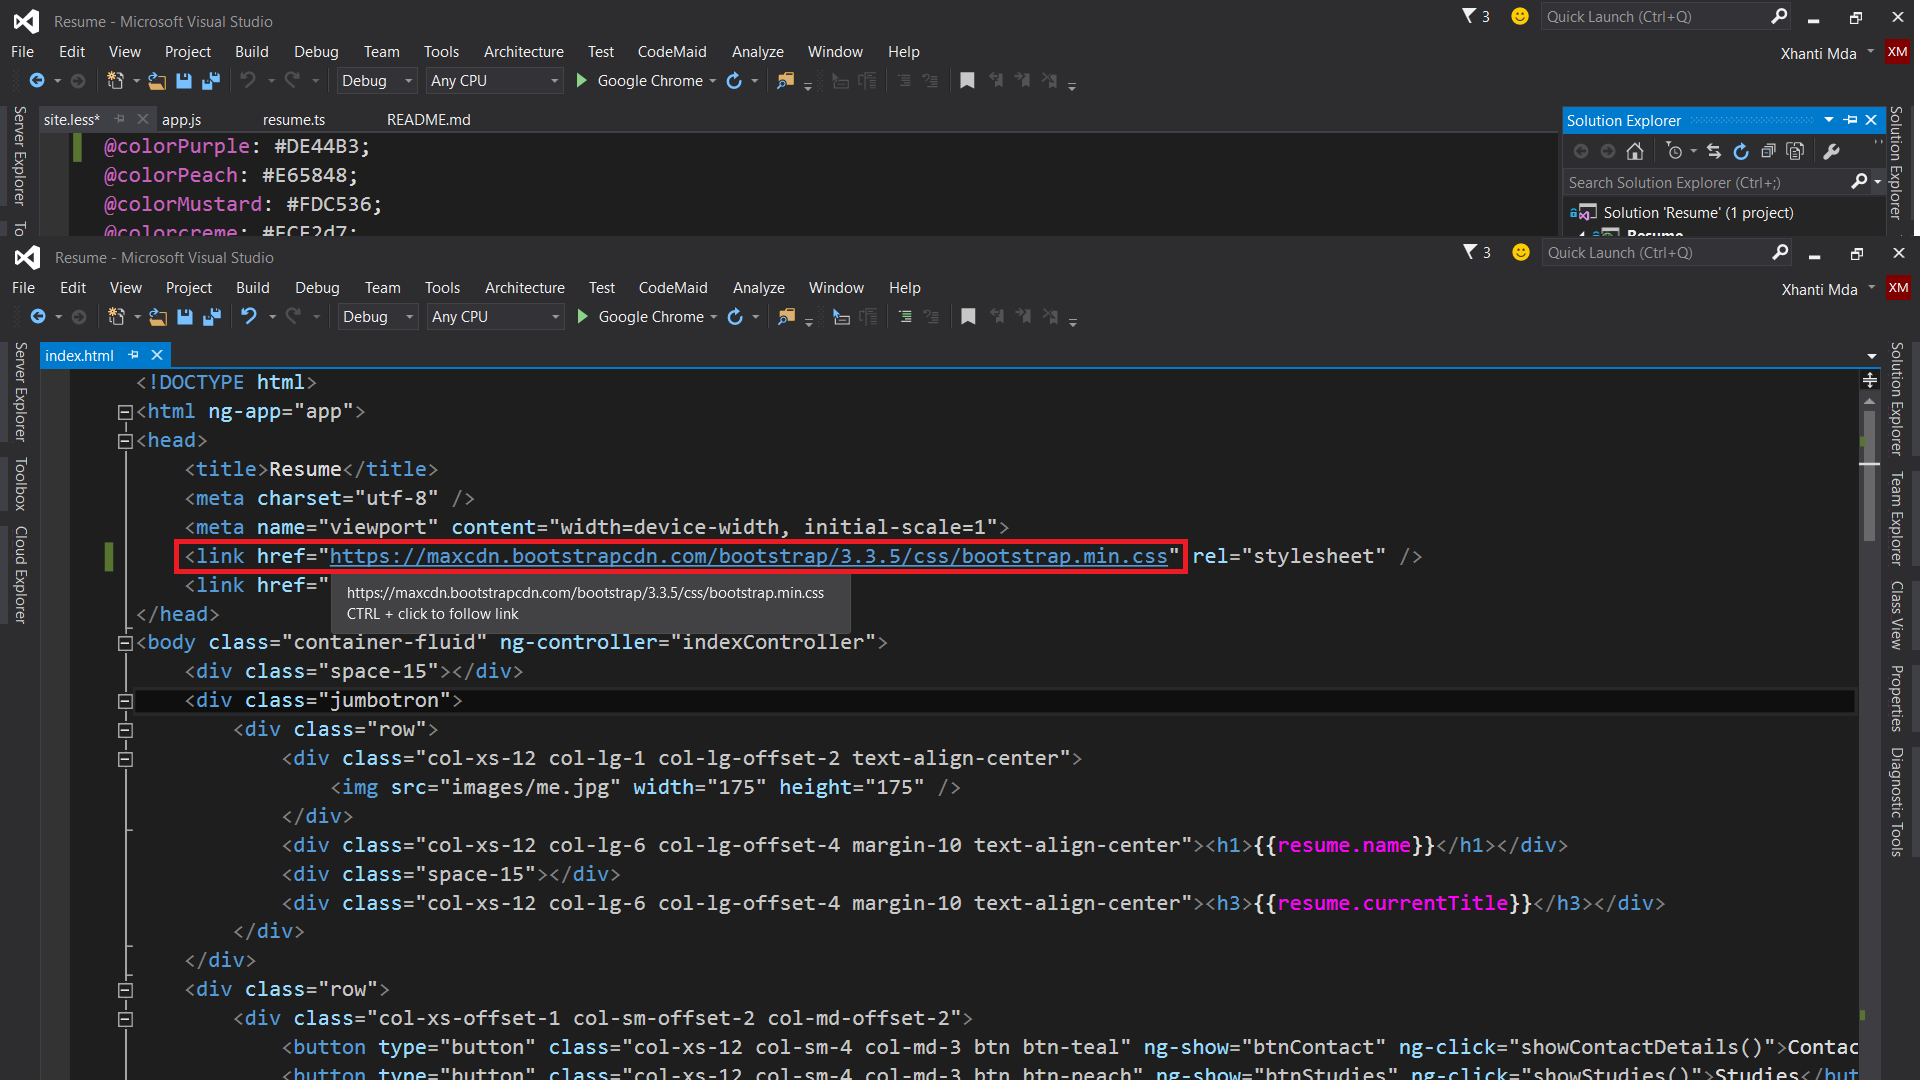 Resume - Microsoft Visual Studio
3
Quick Launch (Ctrl+Q)
File Edit View Project Build Debug Team Tools Architecture Test CodeMaid Analyze Window Help
Xhanti Mda XM
Debug Any CPU Google Chrome
site.less* app.js resume.ts README.md
Solution Explorer
Server Explorer
@colorPurple: #DE44B3;
@colorPeach: #E65848;
@colorMustard: #FDC536;
Search Solution Explorer (Ctrl+;)
Solution 'Resume' (1 project)
Resume
Solution Explorer
Resume - Microsoft Visual Studio
3
Quick Launch (Ctrl+Q)
File Edit View Project Build Debug Team Tools Architecture Test CodeMaid Analyze Window Help
Xhanti Mda XM
Debug Any CPU Google Chrome
index.html
Server Explorer
Toolbox
Cloud Explorer
<!DOCTYPE html>
<html ng-app="app">
<head>
<title>Resume</title>
<meta charset="utf-8" />
<meta name="viewport" content="width=device-width, initial-scale=1">
<link href="https://maxcdn.bootstrapcdn.com/bootstrap/3.3.5/css/bootstrap.min.css" rel="stylesheet" />
<link href="
https://maxcdn.bootstrapcdn.com/bootstrap/3.3.5/css/bootstrap.min.css
CTRL + click to follow link
</head>
<body class="container-fluid" ng-controller="indexController">
<div class="space-15"></div>
<div class="jumbotron">
<div class="row">
<div class="col-xs-12 col-lg-1 col-lg-offset-2 text-align-center">
<img src="images/me.jpg" width="175" height="175" />
</div>
<div class="col-xs-12 col-lg-6 col-lg-offset-4 margin-10 text-align-center"><h1>{{resume.name}}</h1></div>
<div class="space-15"></div>
<div class="col-xs-12 col-lg-6 col-lg-offset-4 margin-10 text-align-center"><h3>{{resume.currentTitle}}</h3></div>
</div>
</div>
<div class="row">
<div class="col-xs-offset-1 col-sm-offset-2 col-md-offset-2">
<button type="button" class="col-xs-12 col-sm-4 col-md-3 btn btn-teal" ng-show="btnContact" ng-click="showContactDetails()">Contac
<button type="button" class="col-xs-12 col-sm-4 col-md-3 btn btn-peach" ng-show="btnStudies" ng-click="showStudies()">Studies</but
Solution Explorer
Team Explorer
Class View
Properties
Diagnostic Tools